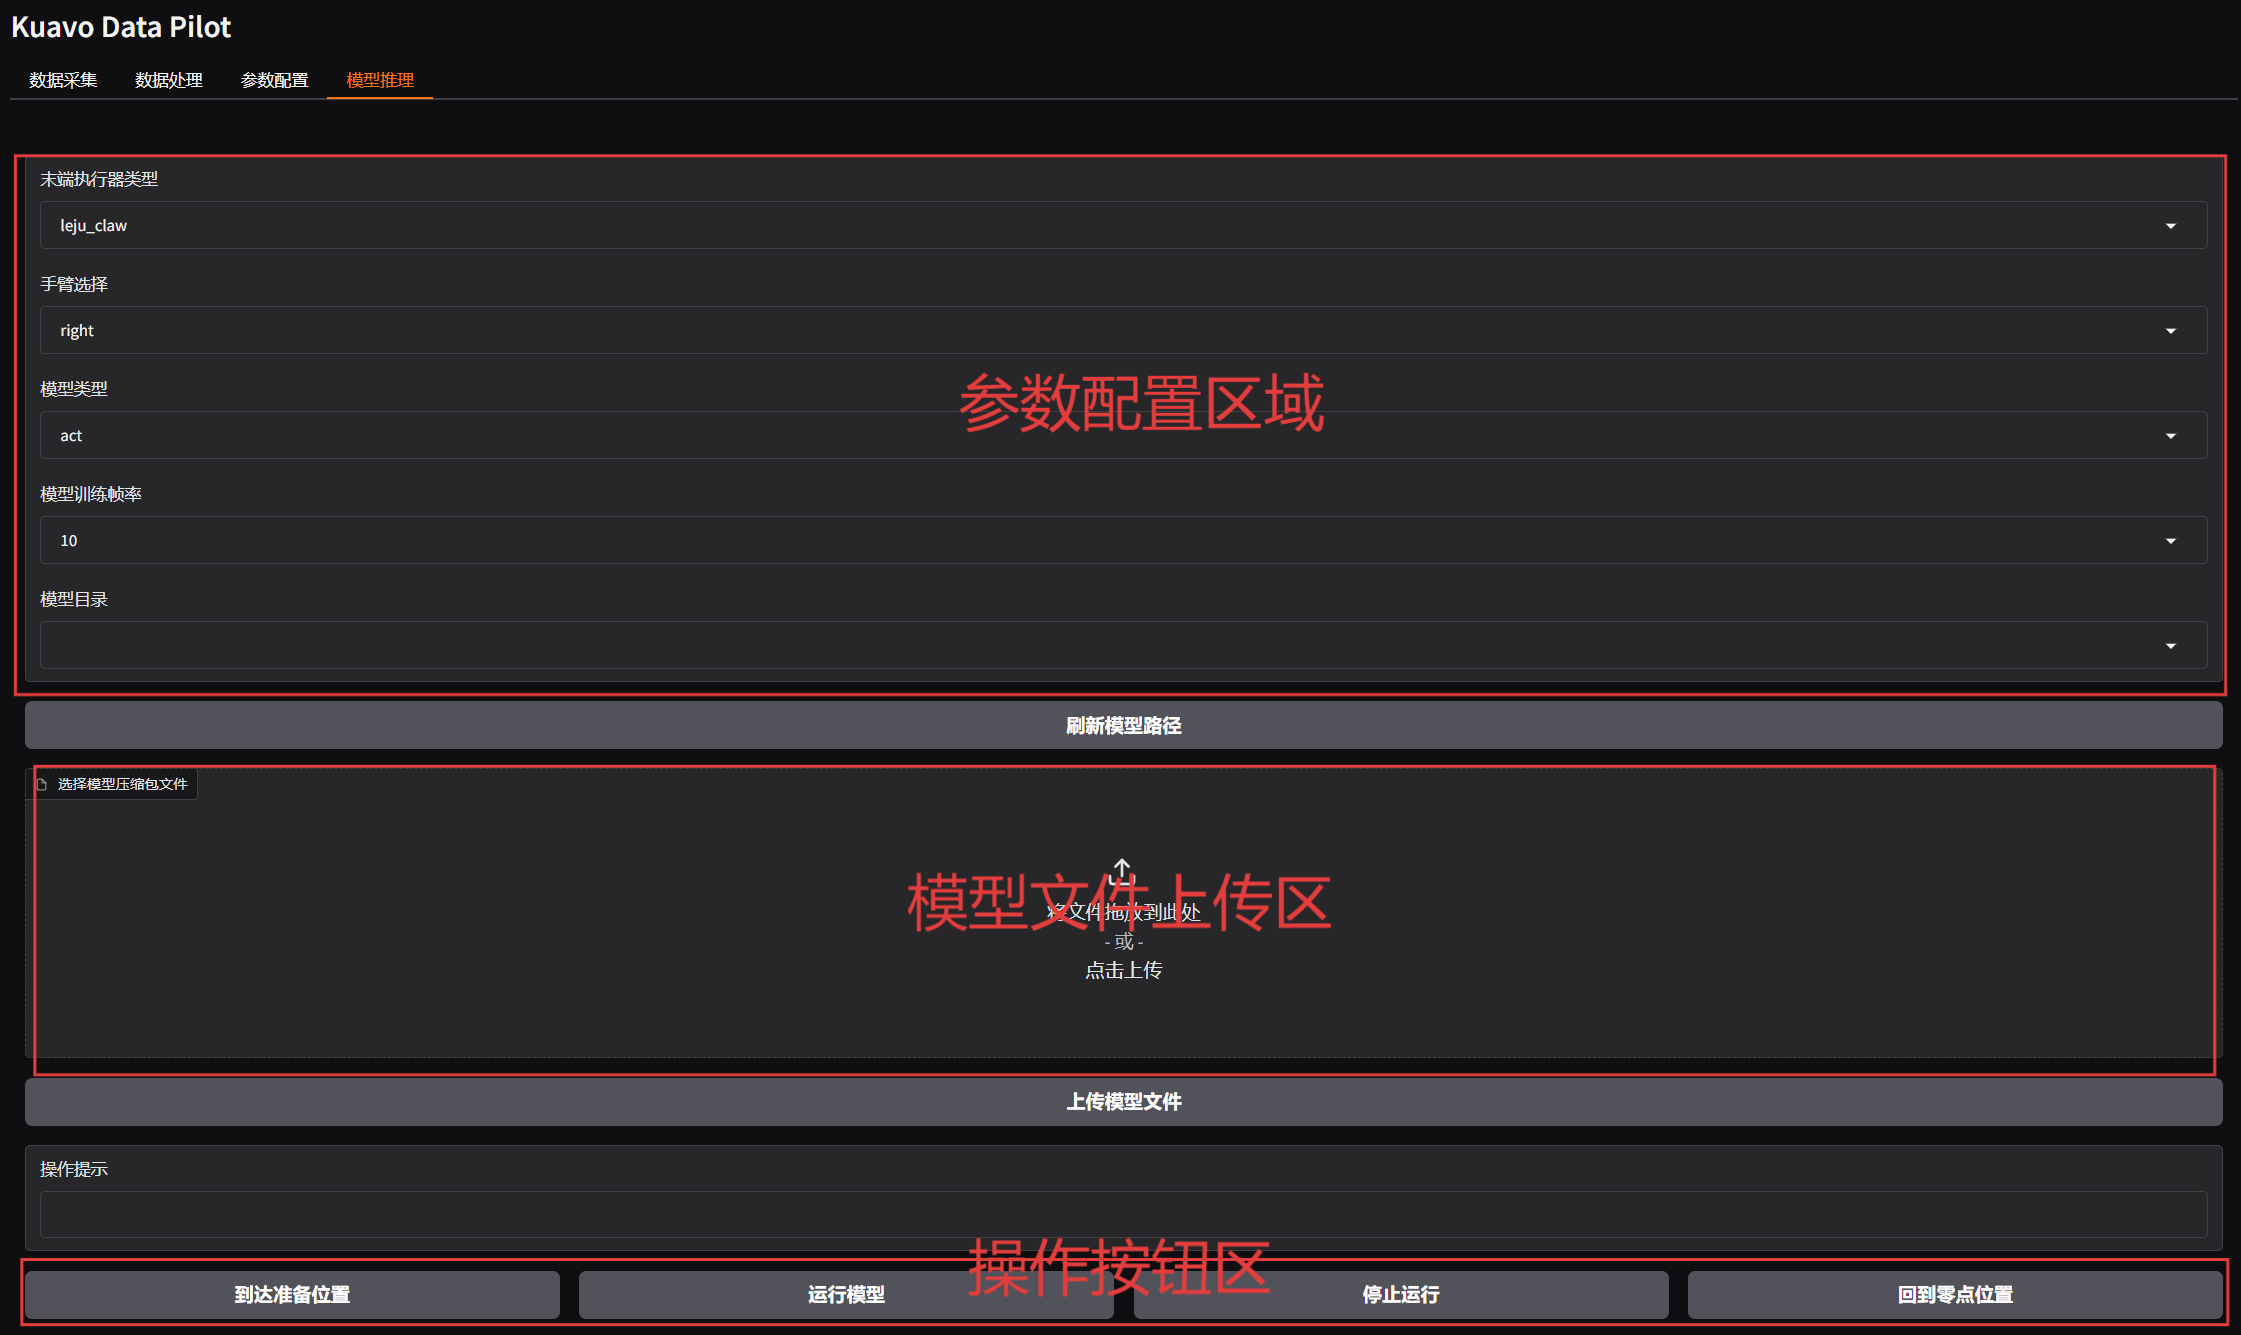 Kuavo Data Pilot
数据采集 数据处理 参数配置 模型推理
末端执行器类型
leju_claw
手臂选择
right
模型类型
act
参数配置区域
模型训练帧率
10
模型目录
刷新模型路径
选择模型压缩包文件
模型文件上传区
将文件拖放到此处
- 或 -
点击上传
上传模型文件
操作提示
操作按钮区
到达准备位置 运行模型 停止运行 回到零点位置